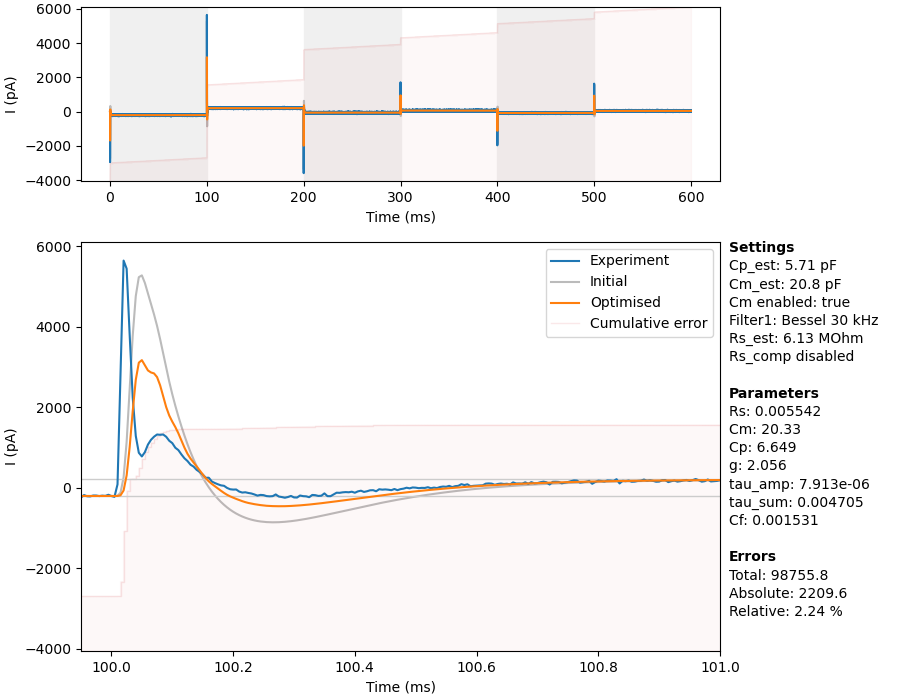 6000
4000
2000
0
−2000
−4000
I (pA)
0 100 200 300 400 500 600
Time (ms)
6000
4000
2000
0
−2000
−4000
I (pA)
100.0 100.2 100.4 100.6 100.8 101.0
Time (ms)
Experiment
Initial
Optimised
Cumulative error
Settings
Cp_est: 5.71 pF
Cm_est: 20.8 pF
Cm enabled: true
Filter1: Bessel 30 kHz
Rs_est: 6.13 MOhm
Rs_comp disabled
Parameters
Rs: 0.005542
Cm: 20.33
Cp: 6.649
g: 2.056
tau_amp: 7.913e-06
tau_sum: 0.004705
Cf: 0.001531
Errors
Total: 98755.8
Absolute: 2209.6
Relative: 2.24 %